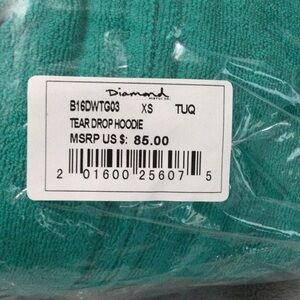 Diamond
B16DWTG03 XS TUQ
TEAR DROP HOODIE
MSRP US $: 85.00
2 01600 25607 5